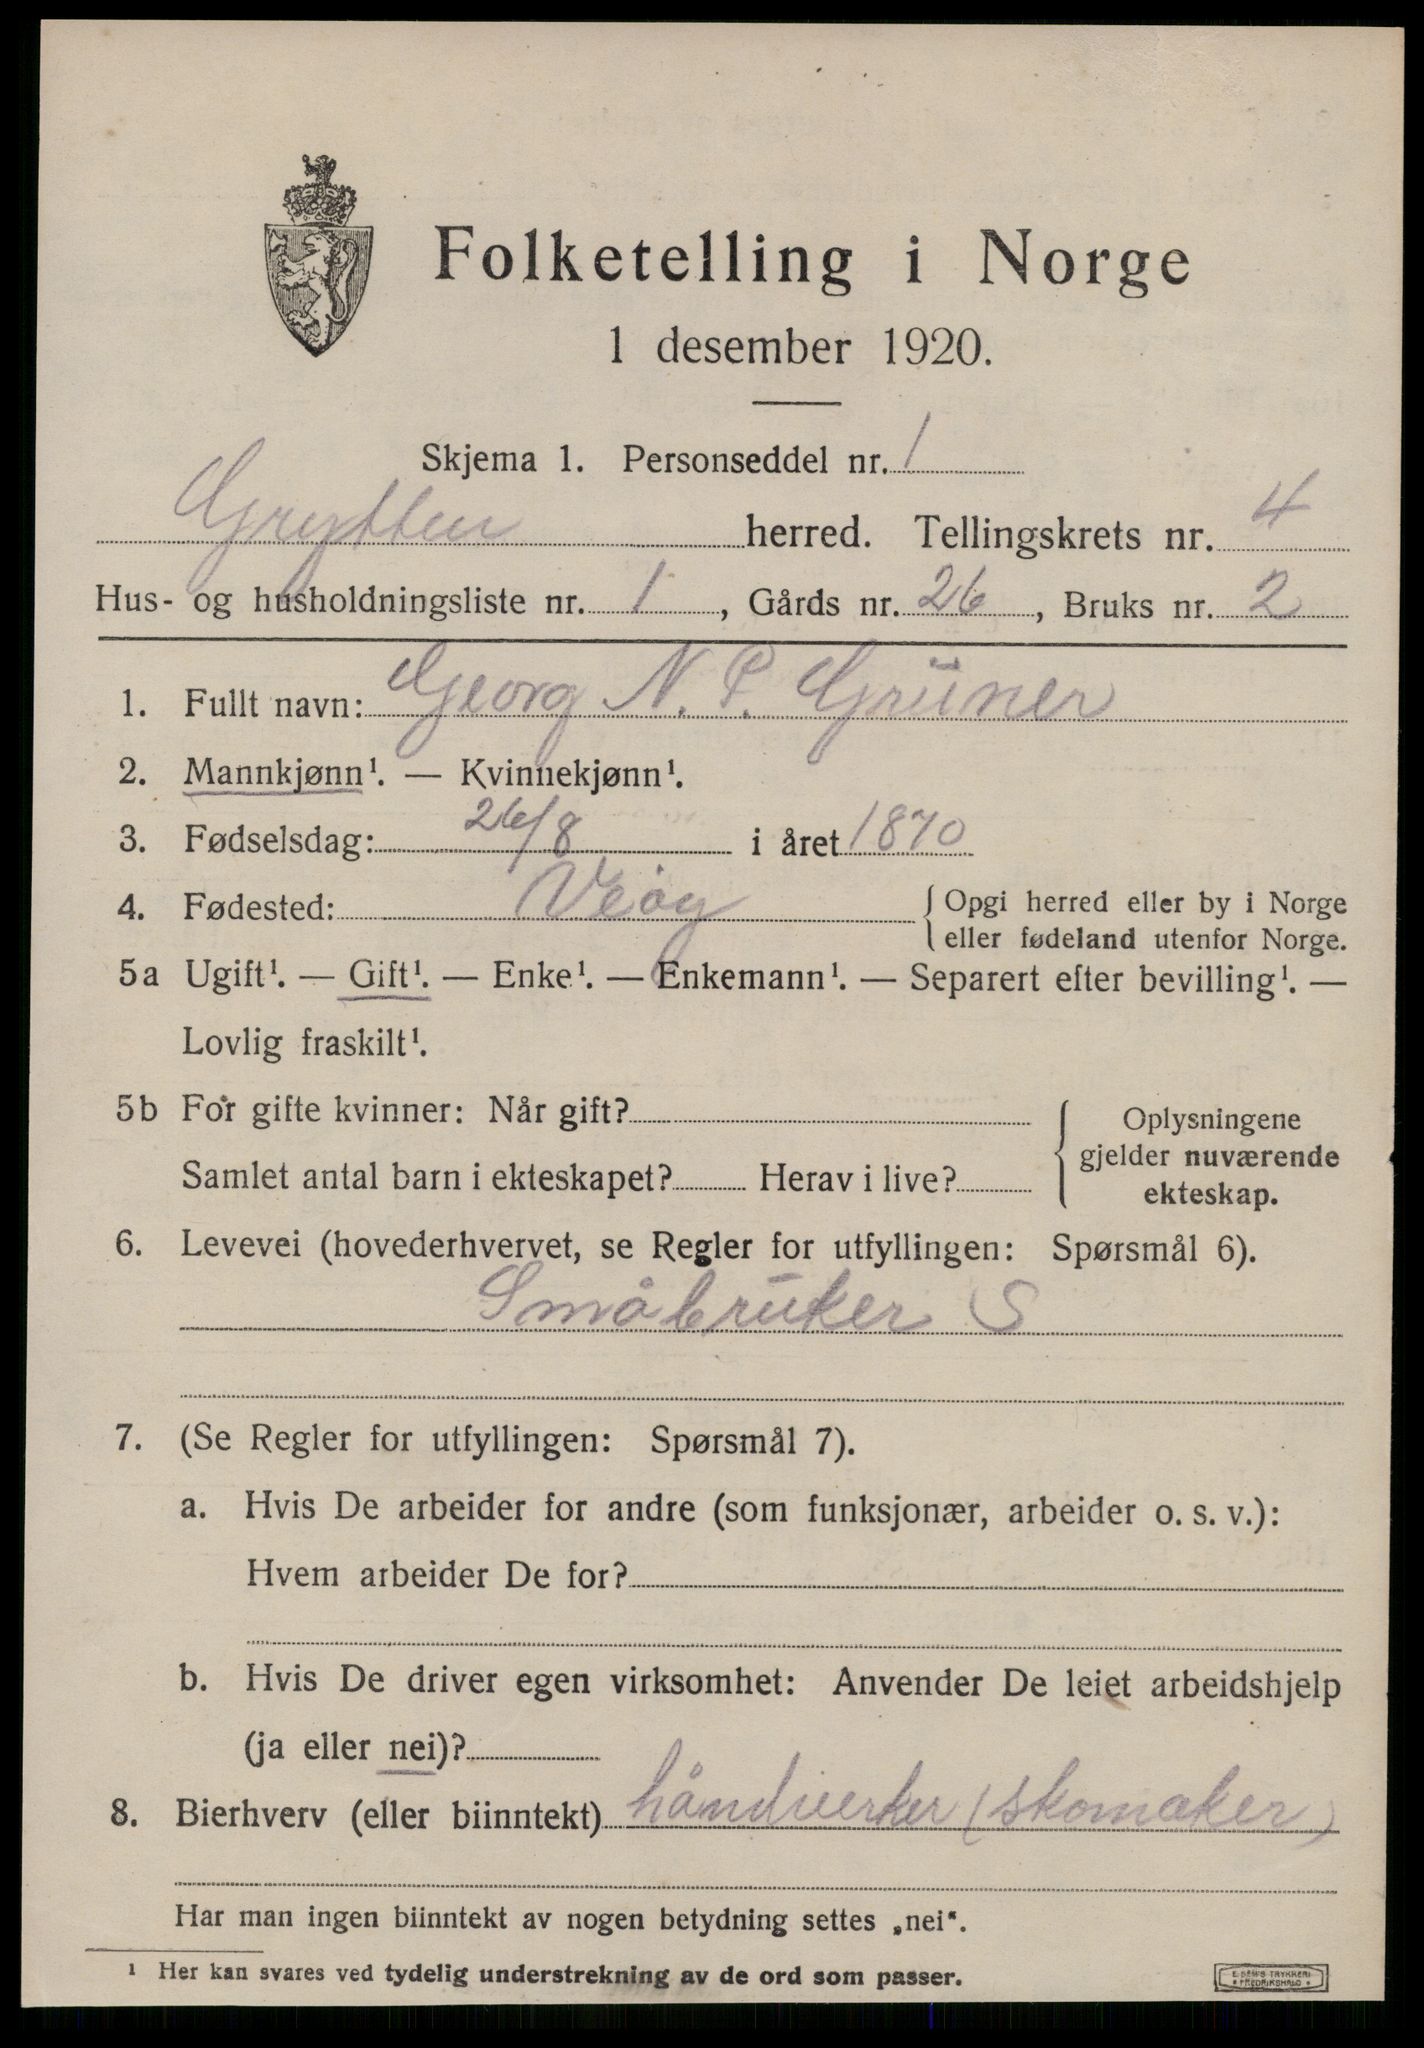 Folketelling i Norge
1 desember 1920.
Skjema 1. Personseddel nr. 1
Grytten herred. Tellingskrets nr. 4
Hus- og husholdningsliste nr. 1, Gårds nr. 26, Bruks nr. 2
1. Fullt navn: Georg N. P. Grüner
2. Mannkjønn¹. — Kvinnekjønn¹.
3. Fødselsdag: 26/8 i året 1870
4. Fødested: Veøy { Opgi herred eller by i Norge
eller fødeland utenfor Norge.
5a Ugift¹. — Gift¹. — Enke¹. — Enkemann¹. — Separert efter bevilling¹. —
Lovlig fraskilt¹.
5b For gifte kvinner: Når gift?
Samlet antal barn i ekteskapet? Herav i live?
{ Oplysningene
gjelder nuværende
ekteskap.
6. Levevei (hovederhvervet, se Regler for utfyllingen: Spørsmål 6).
Småbruker S
7. (Se Regler for utfyllingen: Spørsmål 7).
a. Hvis De arbeider for andre (som funksjonær, arbeider o. s. v.):
Hvem arbeider De for?
b. Hvis De driver egen virksomhet: Anvender De leiet arbeidshjelp
(ja eller nei)?
8. Bierhverv (eller biinntekt) håndverker (skomaker)
Har man ingen biinntekt av nogen betydning settes „nei“.
¹ Her kan svares ved tydelig understrekning av de ord som passer.
E. SEM'S TRYKKERI
FREDRIKSHALD